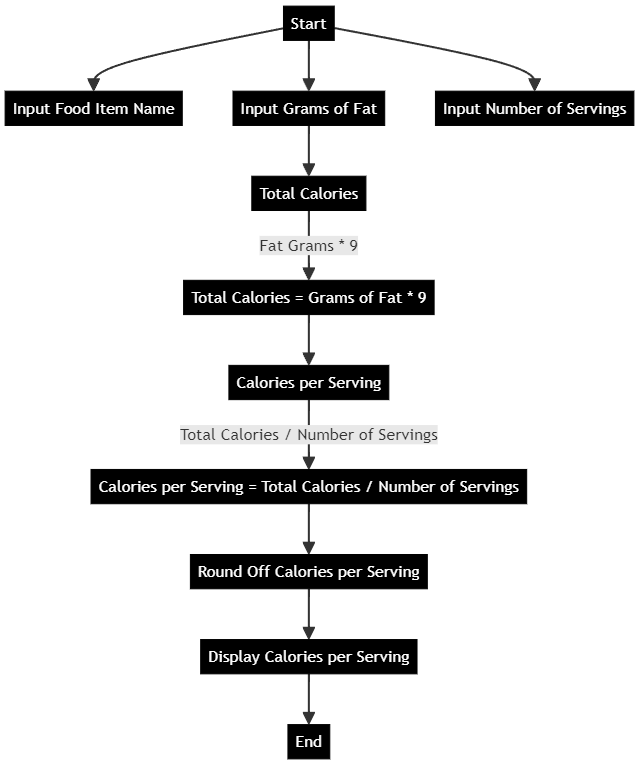 Start
Input Food Item Name
Input Grams of Fat
Input Number of Servings
Total Calories
Fat Grams * 9
Total Calories = Grams of Fat * 9
Calories per Serving
Total Calories / Number of Servings
Calories per Serving = Total Calories / Number of Servings
Round Off Calories per Serving
Display Calories per Serving
End